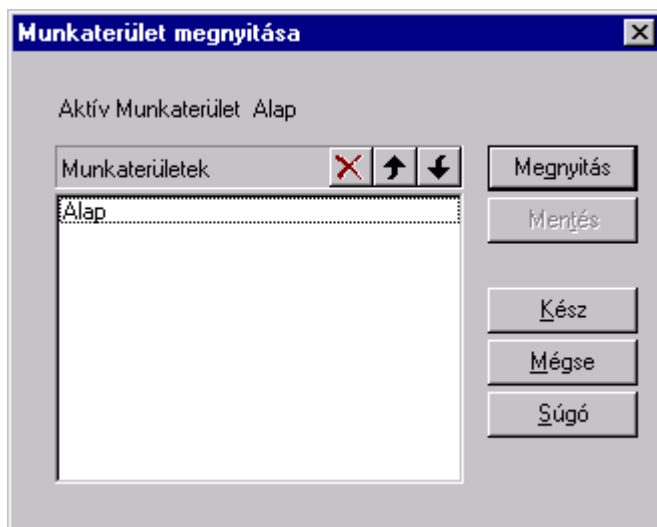 Munkaterület megnyitása
Aktív Munkaterület Alap
Munkaterületek
Megnyitás
Alap
Mentés
Kész
Mégse
Súgó